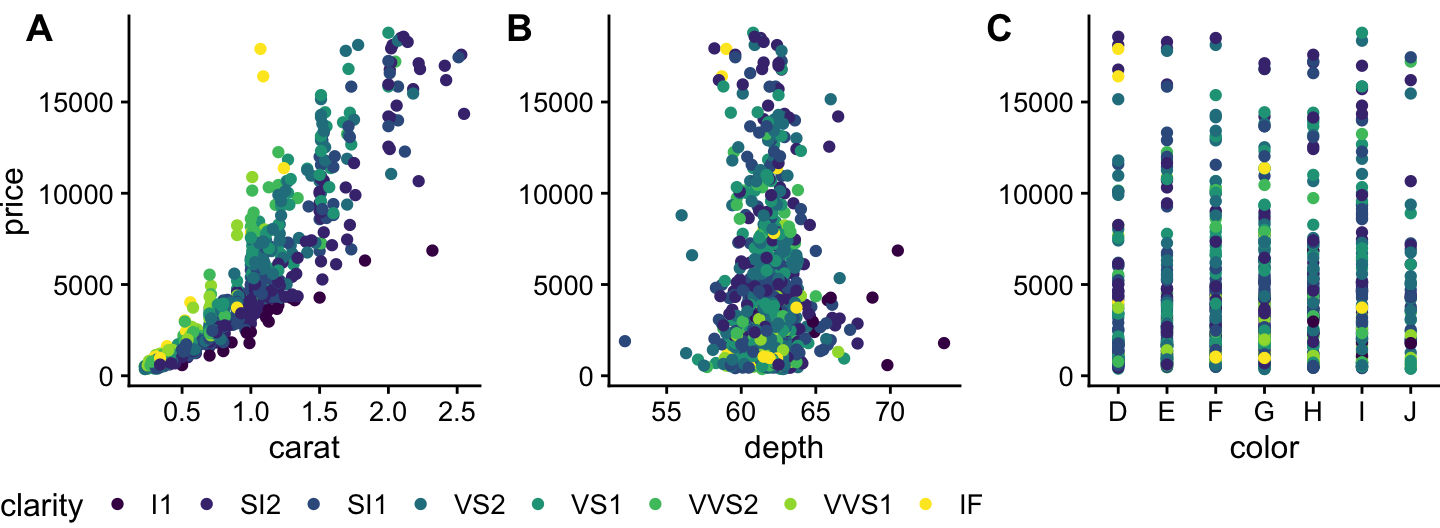 A
B
C
price
15000
10000
5000
0
0.5 1.0 1.5 2.0 2.5
carat
15000
10000
5000
0
55 60 65 70
depth
15000
10000
5000
0
D E F G H I J
color
clarity I1 SI2 SI1 VS2 VS1 VVS2 VVS1 IF